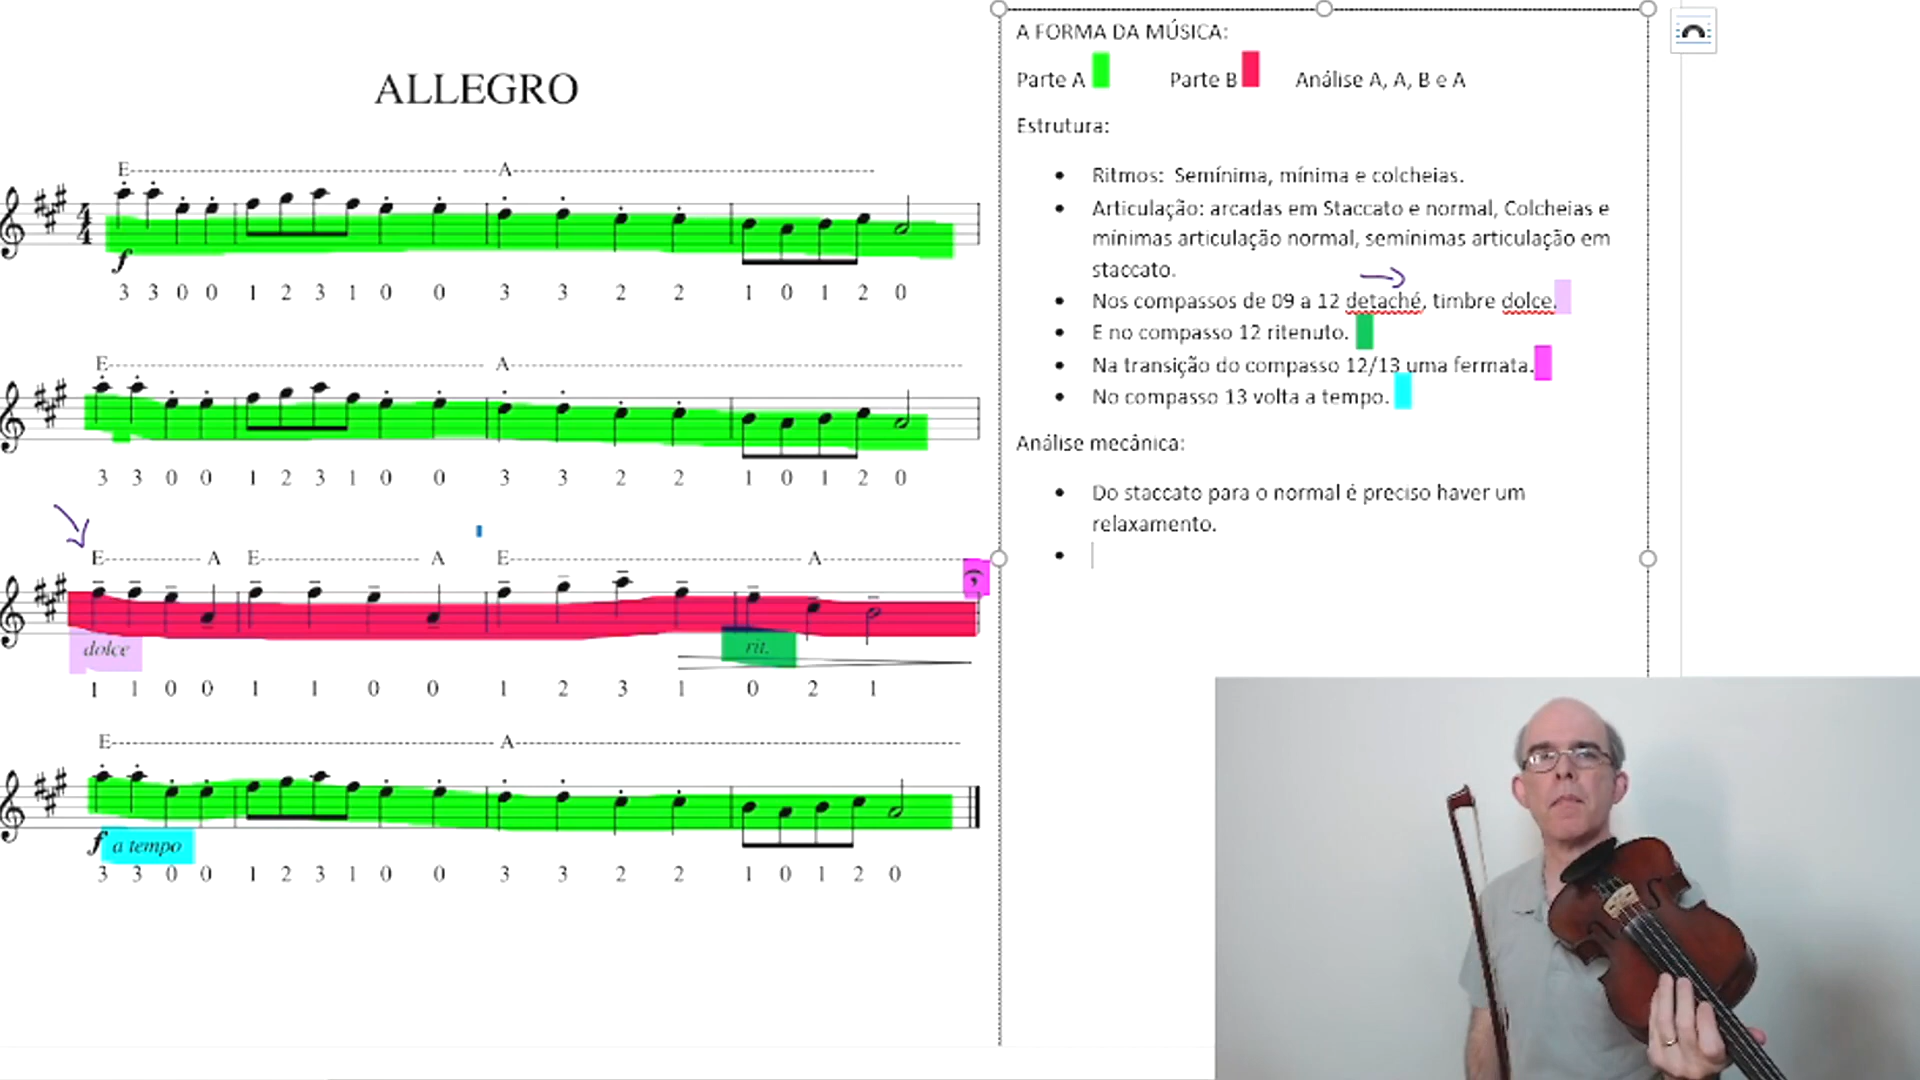 ALLEGRO
E A
4
4
f
3 3 0 0 1 2 3 1 0 0 3 3 2 2 1 0 1 2 0
E A
3 3 0 0 1 2 3 1 0 0 3 3 2 2 1 0 1 2 0
E A E A E A
dolce rit.
1 1 0 0 1 1 0 0 1 2 3 1 0 2 1
E A
f a tempo
3 3 0 0 1 2 3 1 0 0 3 3 2 2 1 0 1 2 0
A FORMA DA MÚSICA:
Parte A Parte B Análise A, A, B e A
Estrutura:
• Ritmos: Semínima, mínima e colcheias.
• Articulação: arcadas em Staccato e normal, Colcheias e
mínimas articulação normal, semínimas articulação em
staccato.
• Nos compassos de 09 a 12 detaché, timbre dolce.
• E no compasso 12 ritenuto.
• Na transição do compasso 12/13 uma fermata.
• No compasso 13 volta a tempo.
Análise mecânica:
• Do staccato para o normal é preciso haver um
relaxamento.
•